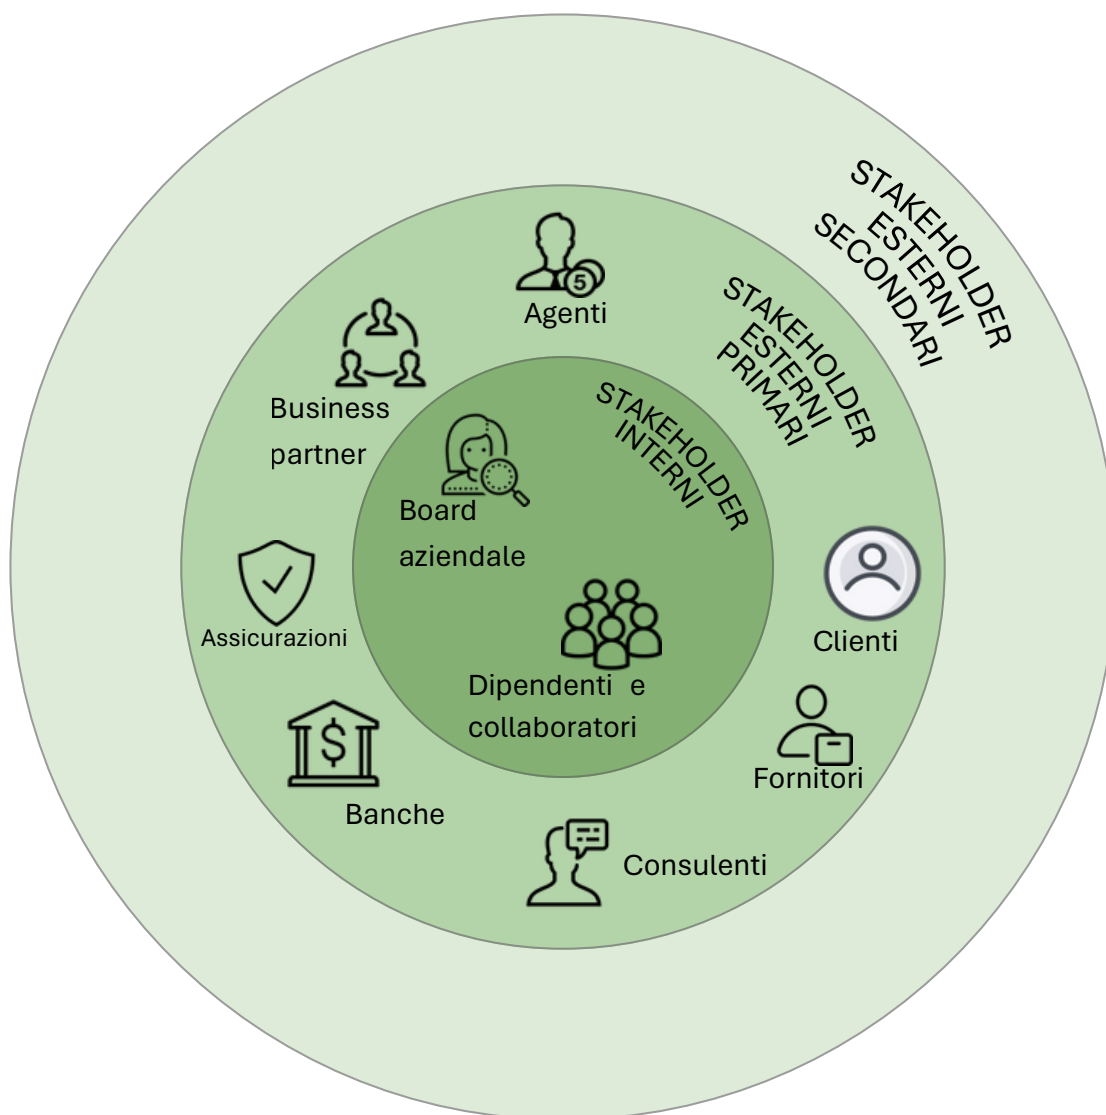 STAKEHOLDER
ESTERNI
SECONDARI
STAKEHOLDER
ESTERNI
PRIMARI
5
Agenti
Business
partner
STAKEHOLDER
INTERNI
Board
aziendale
Assicurazioni
Clienti
Dipendenti e
collaboratori
$
Banche
Fornitori
Consulenti